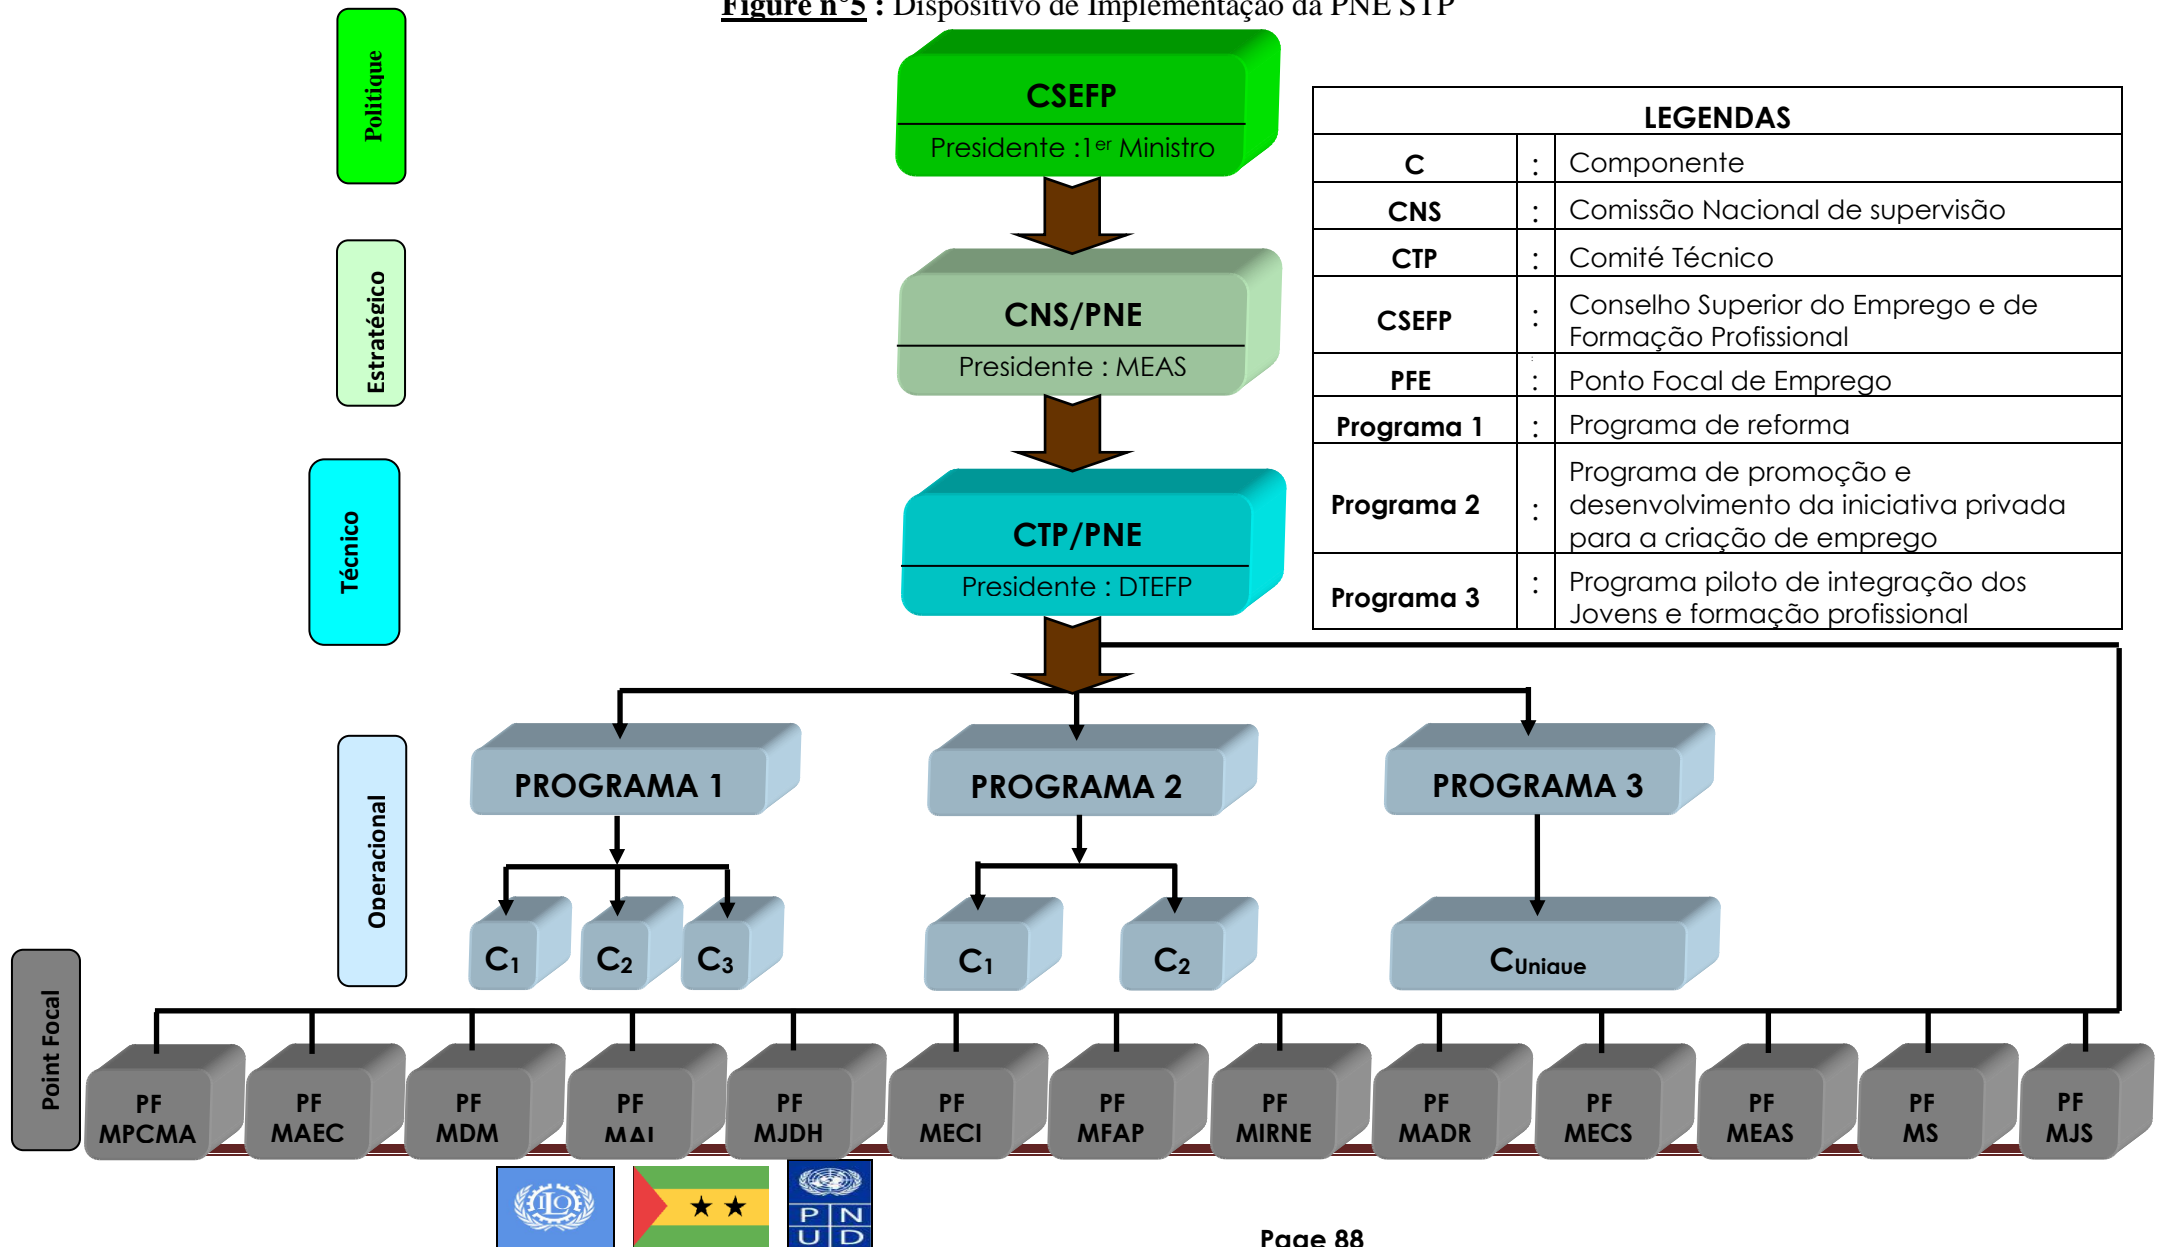 Figure n°5 : Dispositivo de Implementação da PNE STP
Politique
CSEFP
Presidente :1er Ministro
LEGENDAS
C : Componente
CNS : Comissão Nacional de supervisão
CTP : Comité Técnico
CSEFP : Conselho Superior do Emprego e de
Formação Profissional
PFE : Ponto Focal de Emprego
Programa 1 : Programa de reforma
Programa 2 : Programa de promoção e
desenvolvimento da iniciativa privada
para a criação de emprego
Programa 3 : Programa piloto de integração dos
Jovens e formação profissional
Estratégico
CNS/PNE
Presidente : MEAS
Técnico
CTP/PNE
Presidente : DTEFP
Operacional
PROGRAMA 1
PROGRAMA 2
PROGRAMA 3
C1
C2
C3
C1
C2
CUnique
Point Focal
PF
MPCMA
PF
MAEC
PF
MDM
PF
MAI
PF
MJDH
PF
MECI
PF
MFAP
PF
MIRNE
PF
MADR
PF
MECS
PF
MEAS
PF
MS
PF
MJS
ILO
P N
U D
Page 88